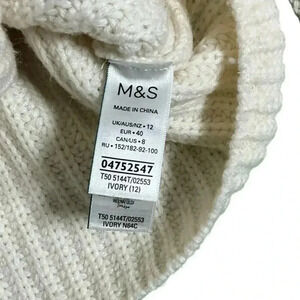 M&S
MADE IN CHINA
UK/AUS/NZ • 12
EUR • 40
CAN/US • 8
RU • 152/182-92-100
04752547
T50 5144T/02553
IVORY (12)
T50 5144T/02553
IVORY N64C